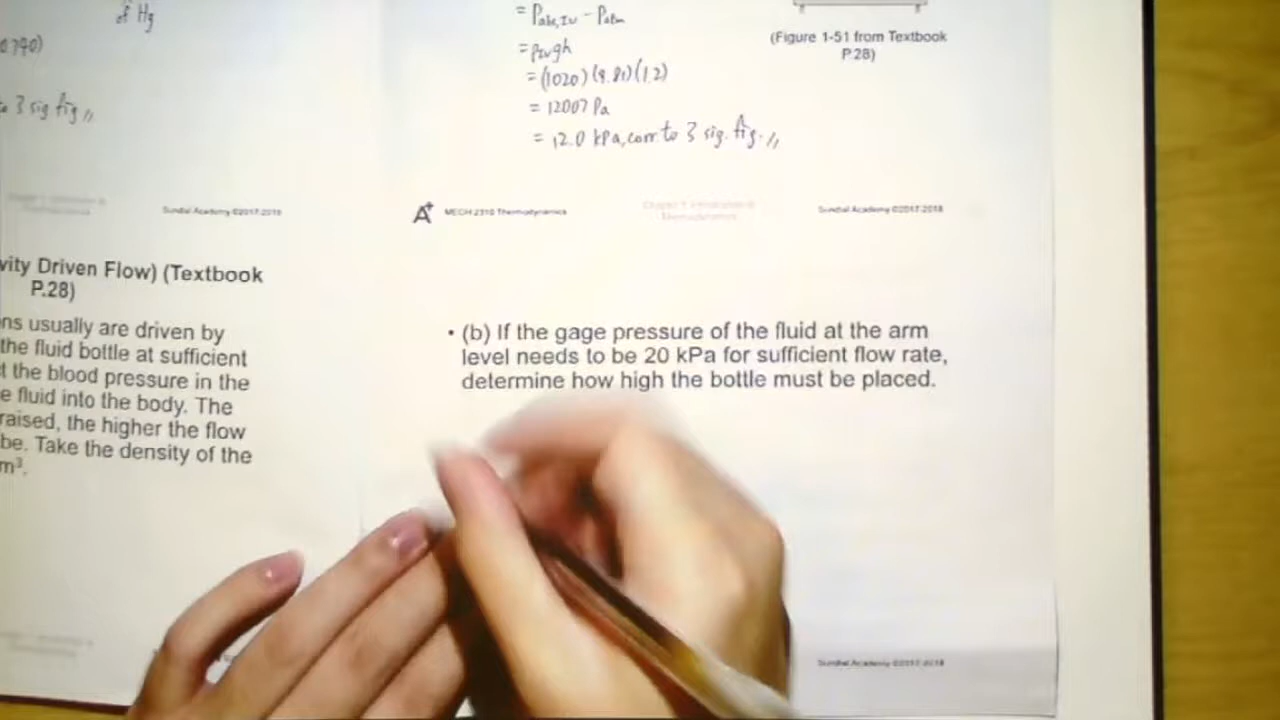 of Hg
= Pabs,IV - Patm
(Figure 1-51 from Textbook
P.28)
= ρIVgh
= (1020)(9.81)(1.2)
3 sig fig //
= 12007 Pa
= 12.0 kPa, corr. to 3 sig. fig. //
Sundial Academy ©2017-2018
A+ MECH 2310 Thermodynamics
Sundial Academy ©2017-2018
vity Driven Flow) (Textbook
P.28)
ns usually are driven by
the fluid bottle at sufficient
t the blood pressure in the
e fluid into the body. The
raised, the higher the flow
be. Take the density of the
m³.
• (b) If the gage pressure of the fluid at the arm
level needs to be 20 kPa for sufficient flow rate,
determine how high the bottle must be placed.
Sundial Academy ©2017-2018